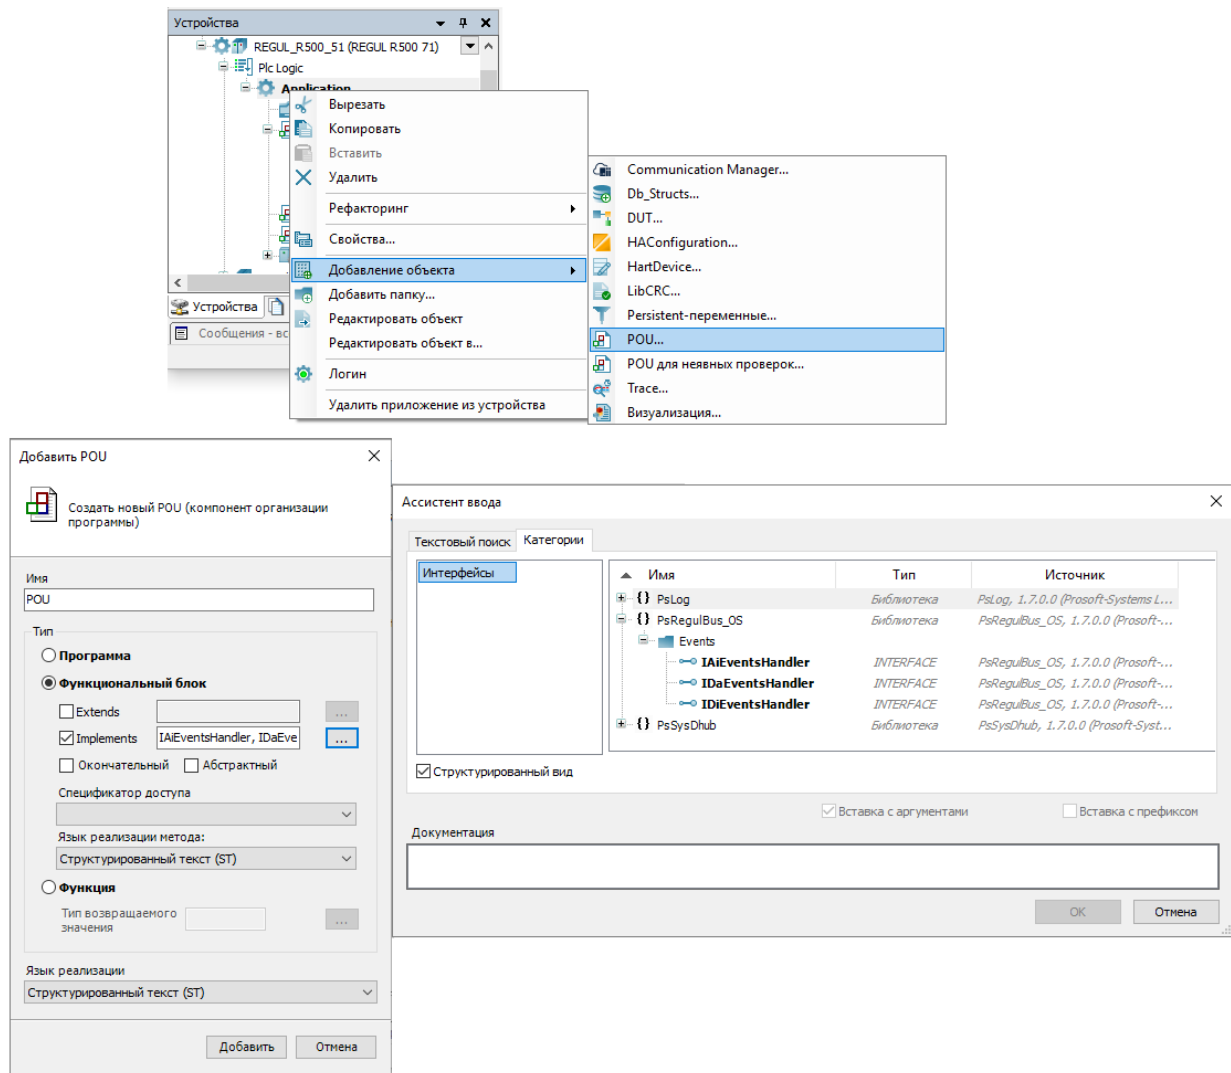 Устройства
REGUL_R500_51 (REGUL R500 71)
Plc Logic
Application
Вырезать
Копировать
Вставить
Удалить
Рефакторинг
Свойства...
Добавление объекта
Добавить папку...
Редактировать объект
Редактировать объект в...
Логин
Удалить приложение из устройства
Устройства
Сообщения - вс
Communication Manager...
Db_Structs...
DUT...
HAConfiguration...
HartDevice...
LibCRC...
Persistent-переменные...
POU...
POU для неявных проверок...
Trace...
Визуализация...
Добавить POU
Создать новый POU (компонент организации
программы)
Имя
POU
Тип
Программа
Функциональный блок
Extends ...
Implements IAiEventsHandler, IDaEve ...
Окончательный Абстрактный
Спецификатор доступа
Язык реализации метода:
Структурированный текст (ST)
Функция
Тип возвращаемого
значения ...
Язык реализации
Структурированный текст (ST)
Добавить Отмена
Ассистент ввода
Текстовый поиск Категории
Интерфейсы
Имя Тип Источник
{} PsLog Библиотека PsLog, 1.7.0.0 (Prosoft-Systems L...
{} PsRegulBus_OS Библиотека PsRegulBus_OS, 1.7.0.0 (Prosoft-...
Events
IAiEventsHandler INTERFACE PsRegulBus_OS, 1.7.0.0 (Prosoft-...
IDaEventsHandler INTERFACE PsRegulBus_OS, 1.7.0.0 (Prosoft-...
IDiEventsHandler INTERFACE PsRegulBus_OS, 1.7.0.0 (Prosoft-...
{} PsSysDhub Библиотека PsSysDhub, 1.7.0.0 (Prosoft-Syst...
Структурированный вид
Вставка с аргументами Вставка с префиксом
Документация
OK Отмена